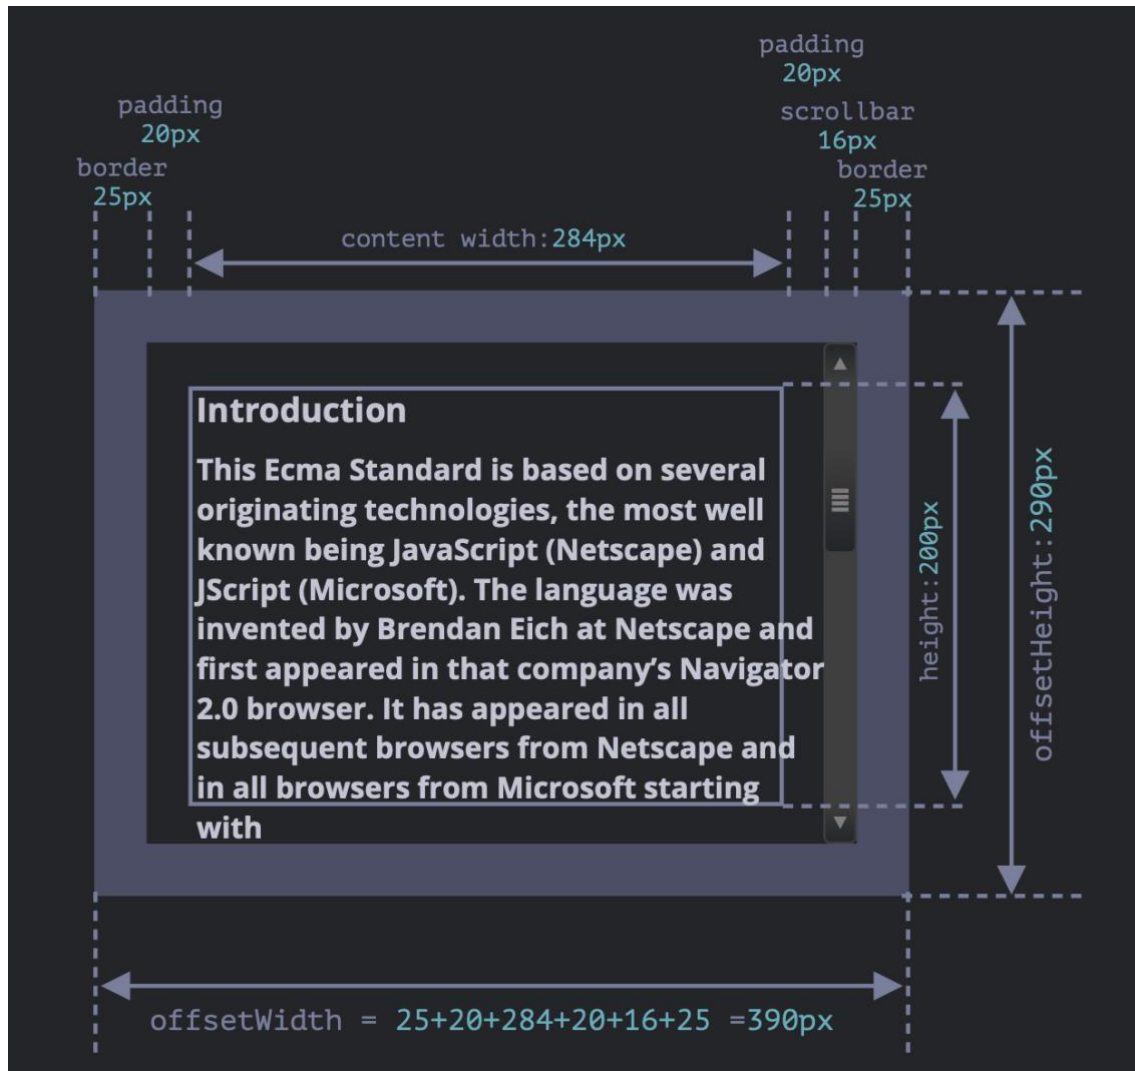 padding
20px
padding
20px
scrollbar
16px
border
25px
border
25px
content width:284px
Introduction
This Ecma Standard is based on several
originating technologies, the most well
known being JavaScript (Netscape) and
JScript (Microsoft). The language was
invented by Brendan Eich at Netscape and
first appeared in that company’s Navigator
2.0 browser. It has appeared in all
subsequent browsers from Netscape and
in all browsers from Microsoft starting
with
height:200px
offsetHeight:290px
offsetWidth = 25+20+284+20+16+25 =390px